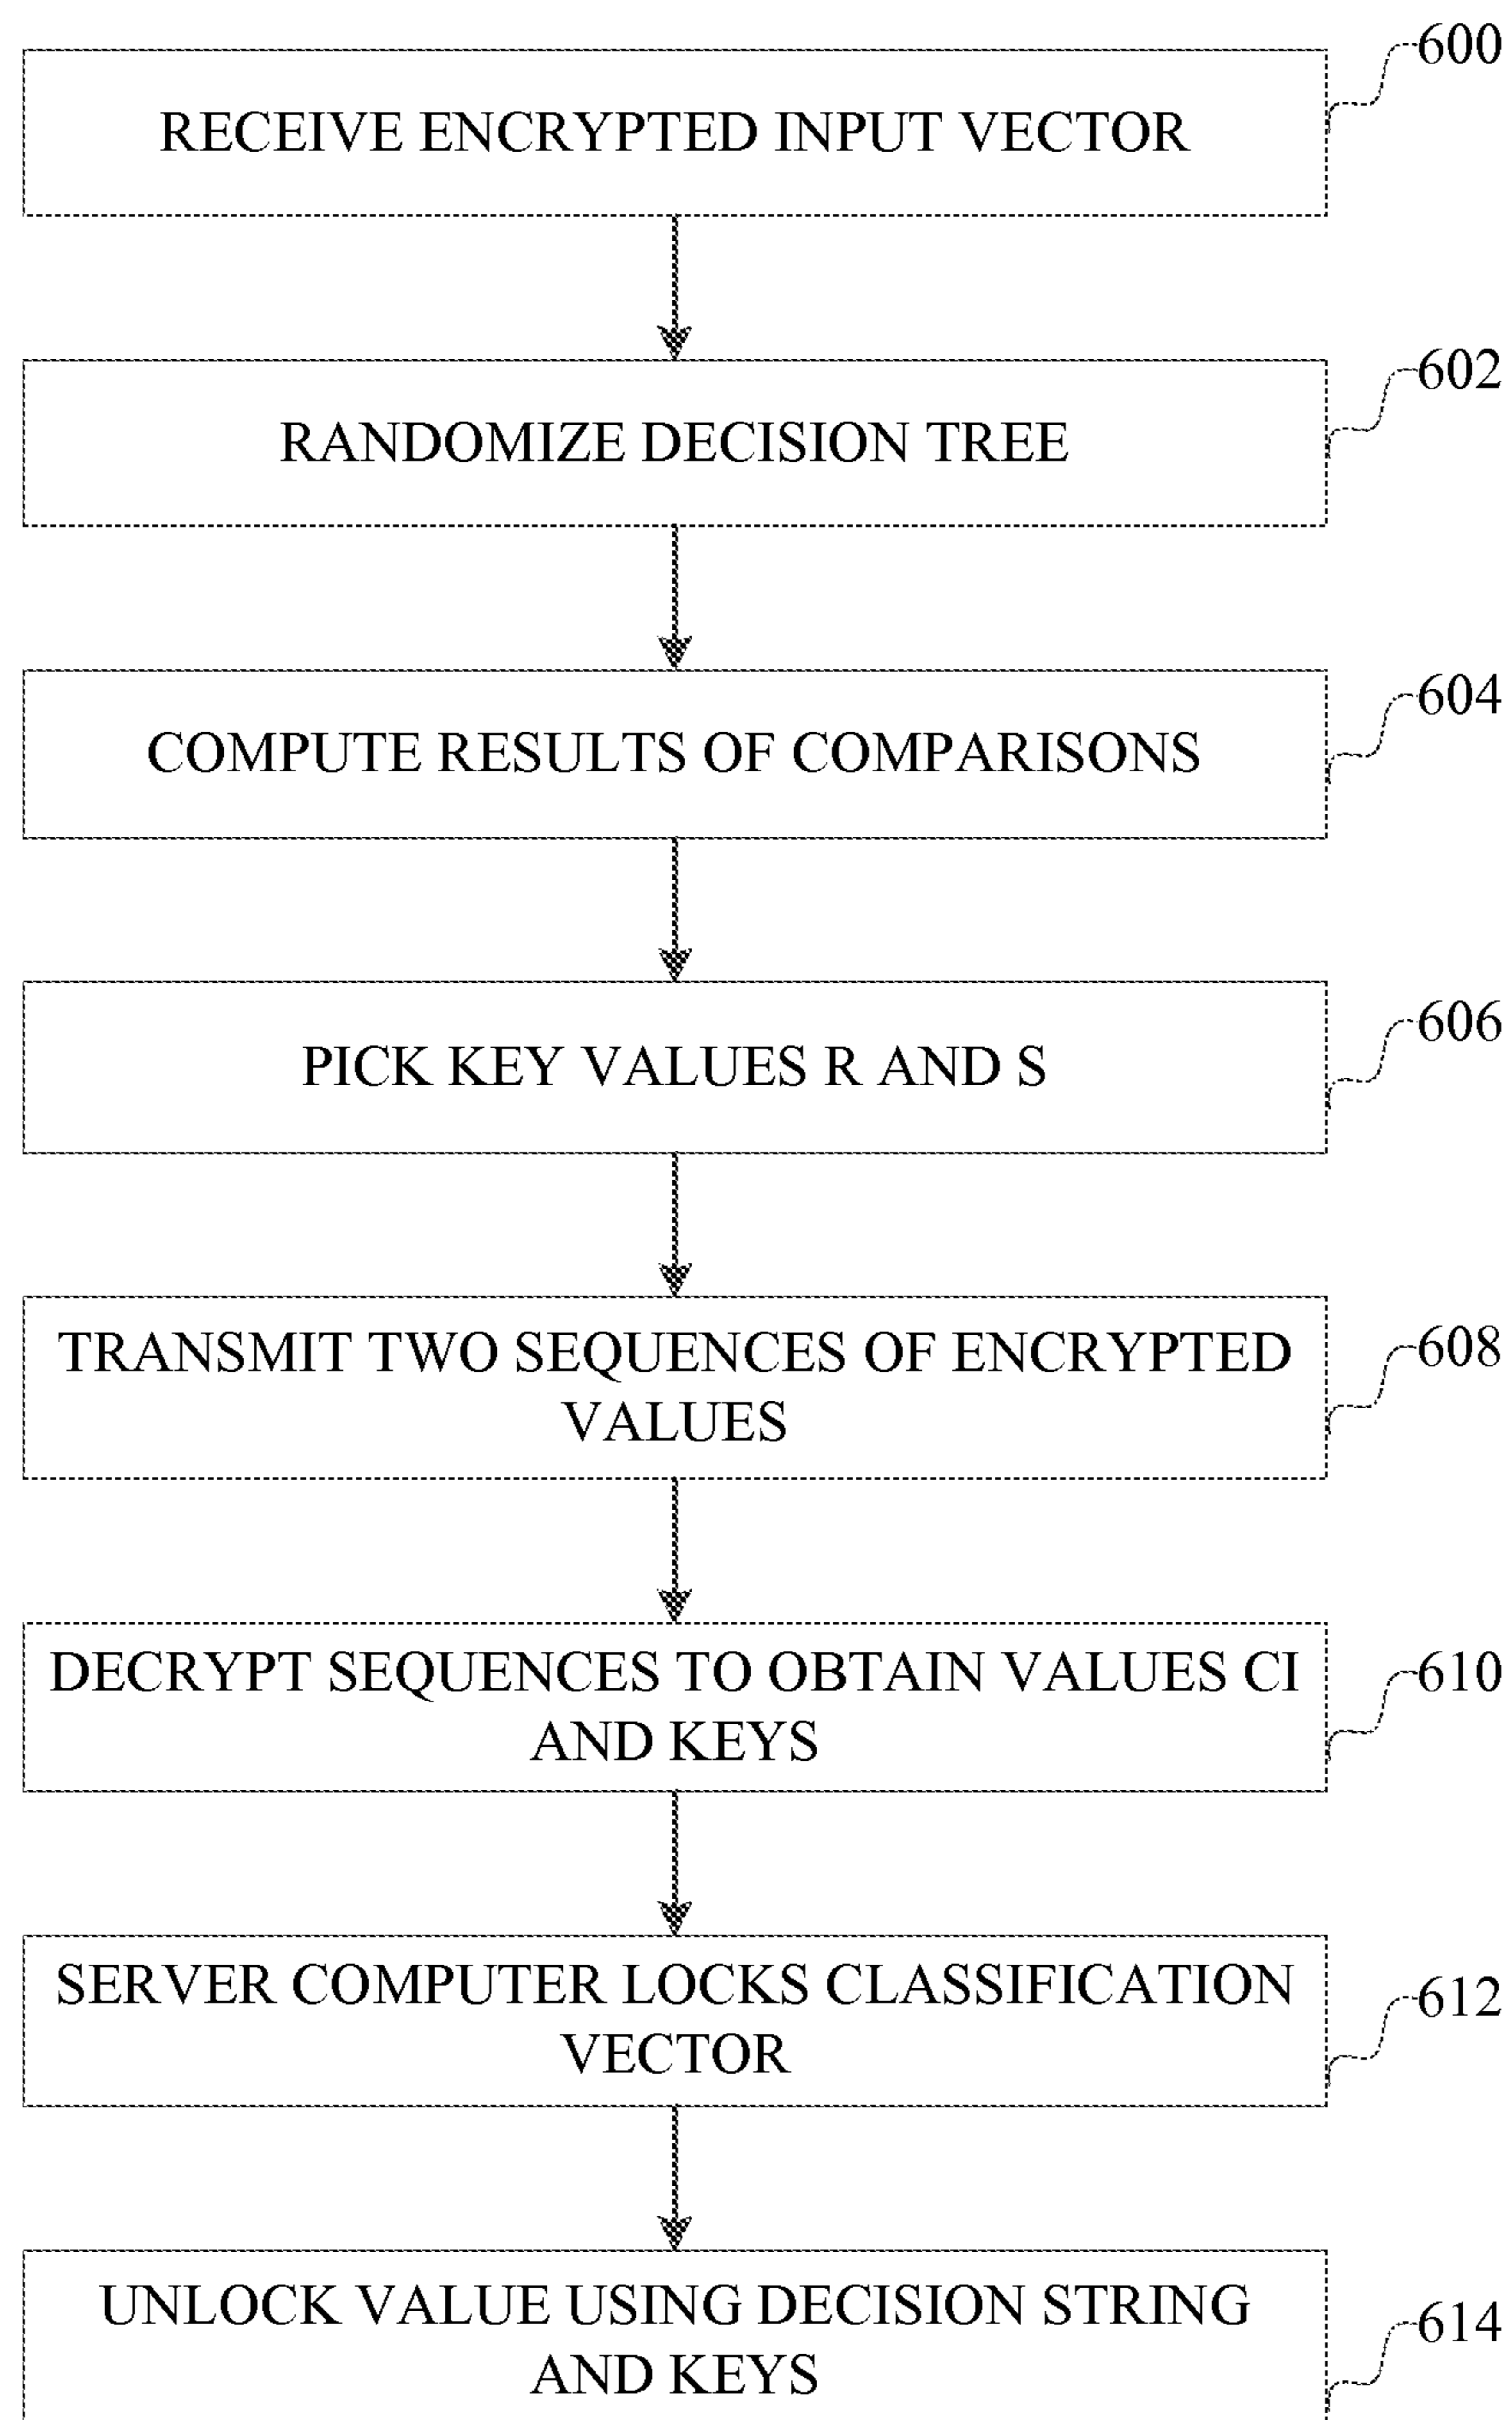 600
RECEIVE ENCRYPTED INPUT VECTOR
602
RANDOMIZE DECISION TREE
604
COMPUTE RESULTS OF COMPARISONS
606
PICK KEY VALUES R AND S
608
TRANSMIT TWO SEQUENCES OF ENCRYPTED
VALUES
610
DECRYPT SEQUENCES TO OBTAIN VALUES CI
AND KEYS
612
SERVER COMPUTER LOCKS CLASSIFICATION
VECTOR
614
UNLOCK VALUE USING DECISION STRING
AND KEYS